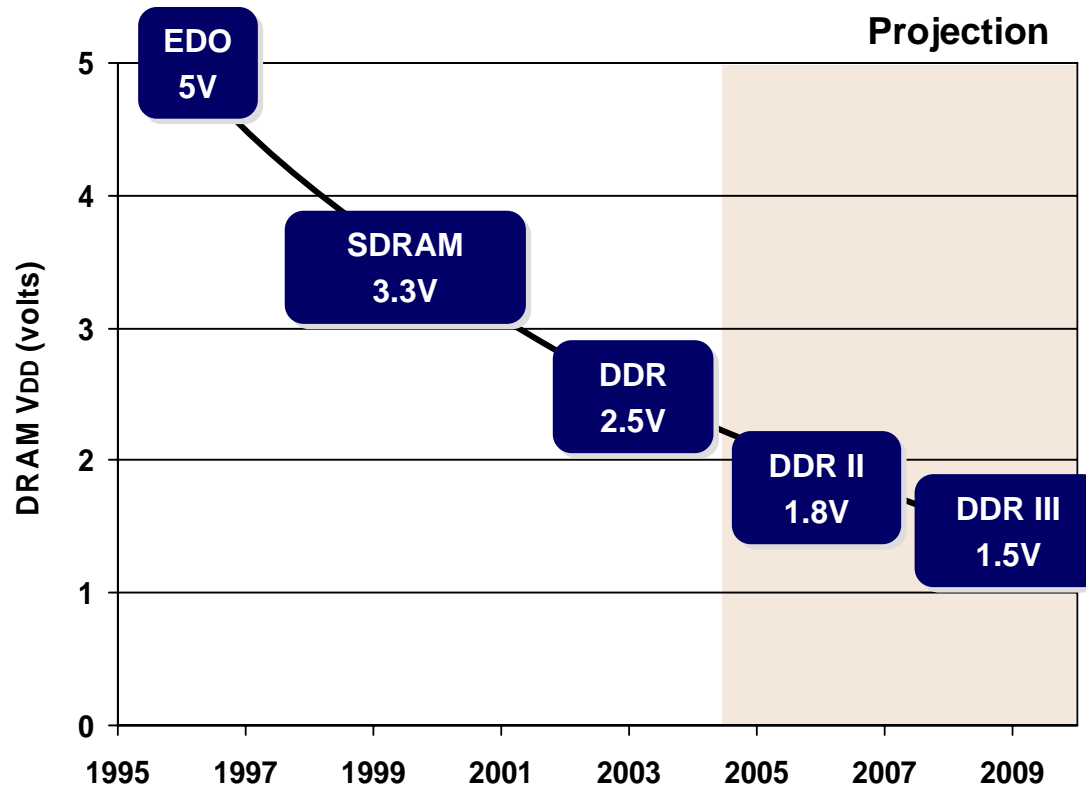 Projection
EDO
5V
SDRAM
3.3V
DDR
2.5V
DDR II
1.8V
DDR III
1.5V
DRAM VDD (volts)
5
4
3
2
1
0
1995 1997 1999 2001 2003 2005 2007 2009